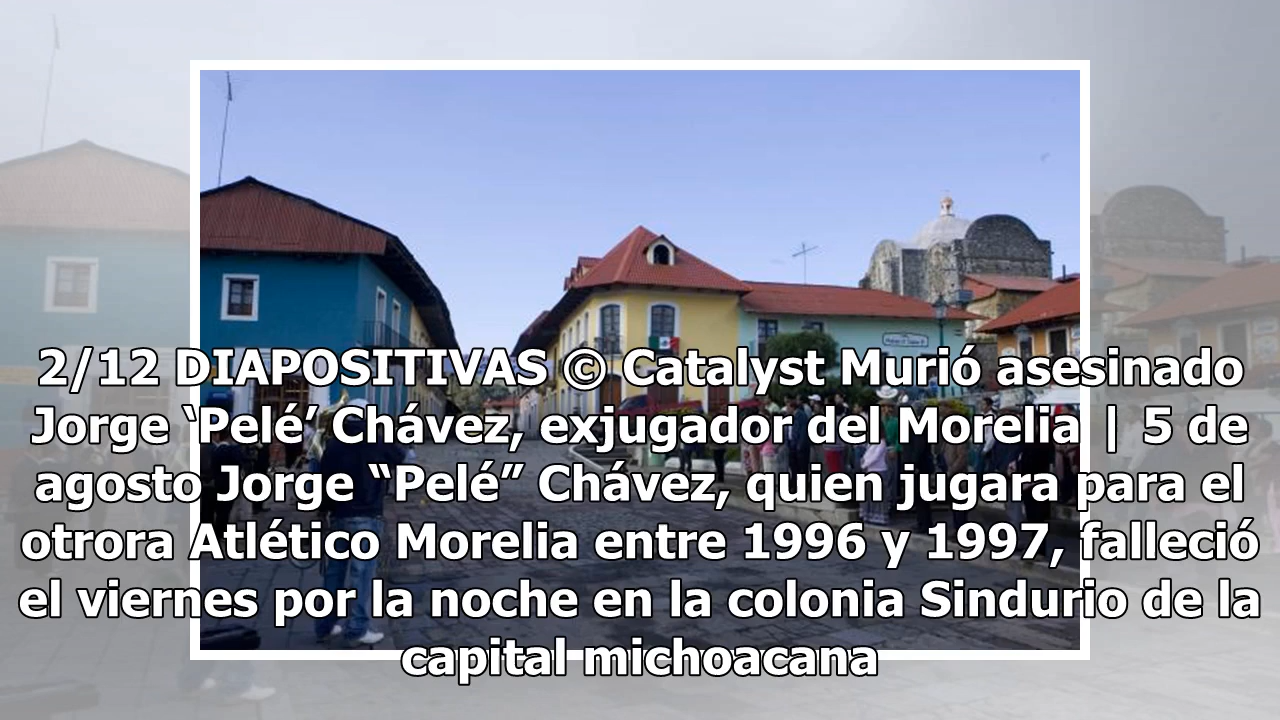 2/12 DIAPOSITIVAS © Catalyst Murió asesinado
Jorge ‘Pelé’ Chávez, exjugador del Morelia | 5 de
agosto Jorge “Pelé” Chávez, quien jugara para el
otrora Atlético Morelia entre 1996 y 1997, falleció
el viernes por la noche en la colonia Sindurio de la
capital michoacana